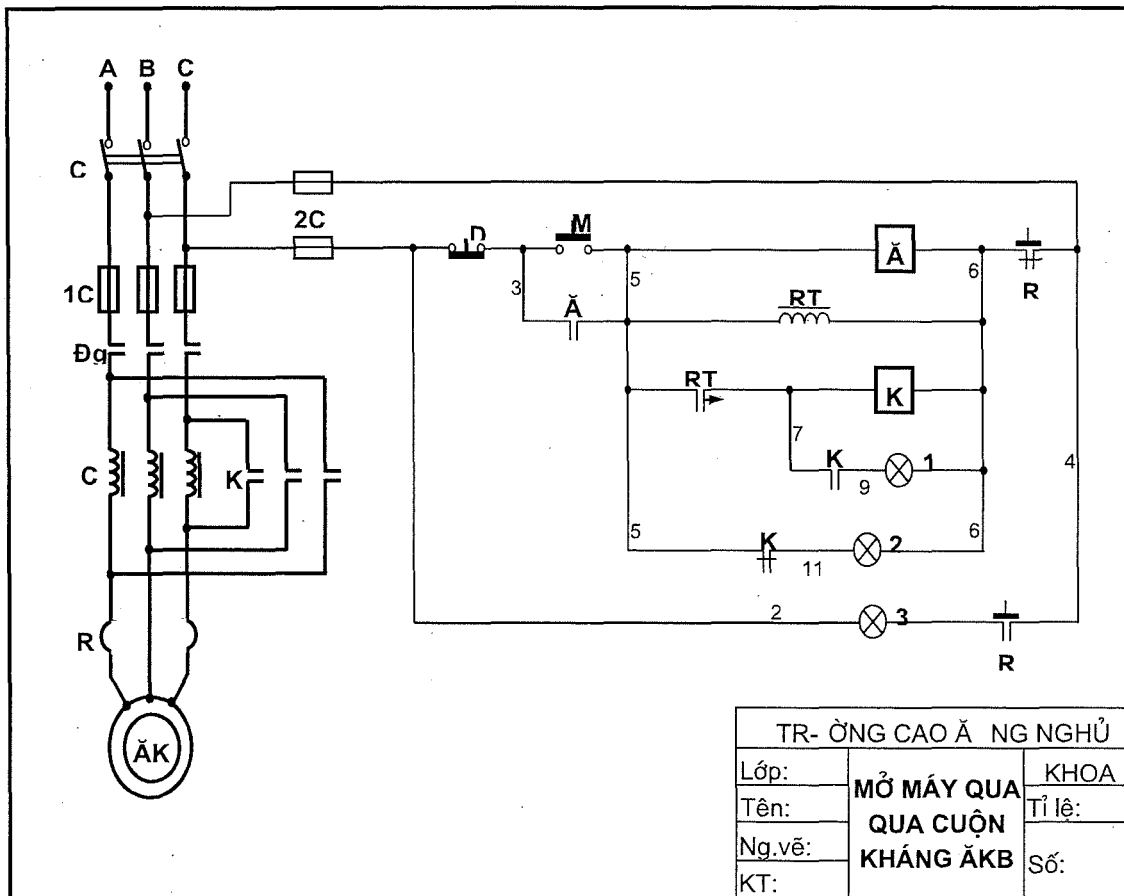 A B C
C
2C
D
M
Ă
6
1C
3
5
R
Ă
RT
Đg
RT
K
7
C
K
K
1
4
9
5
K
2
6
11
R
2
3
R
ĂK
TR- ỜNG CAO Ă NG NGHỦ
Lớp:
MỞ MÁY QUA
KHOA
Tên:
QUA CUỘN
Tỉ lệ:
Ng.vẽ:
KHÁNG ĂKB
Số:
KT: